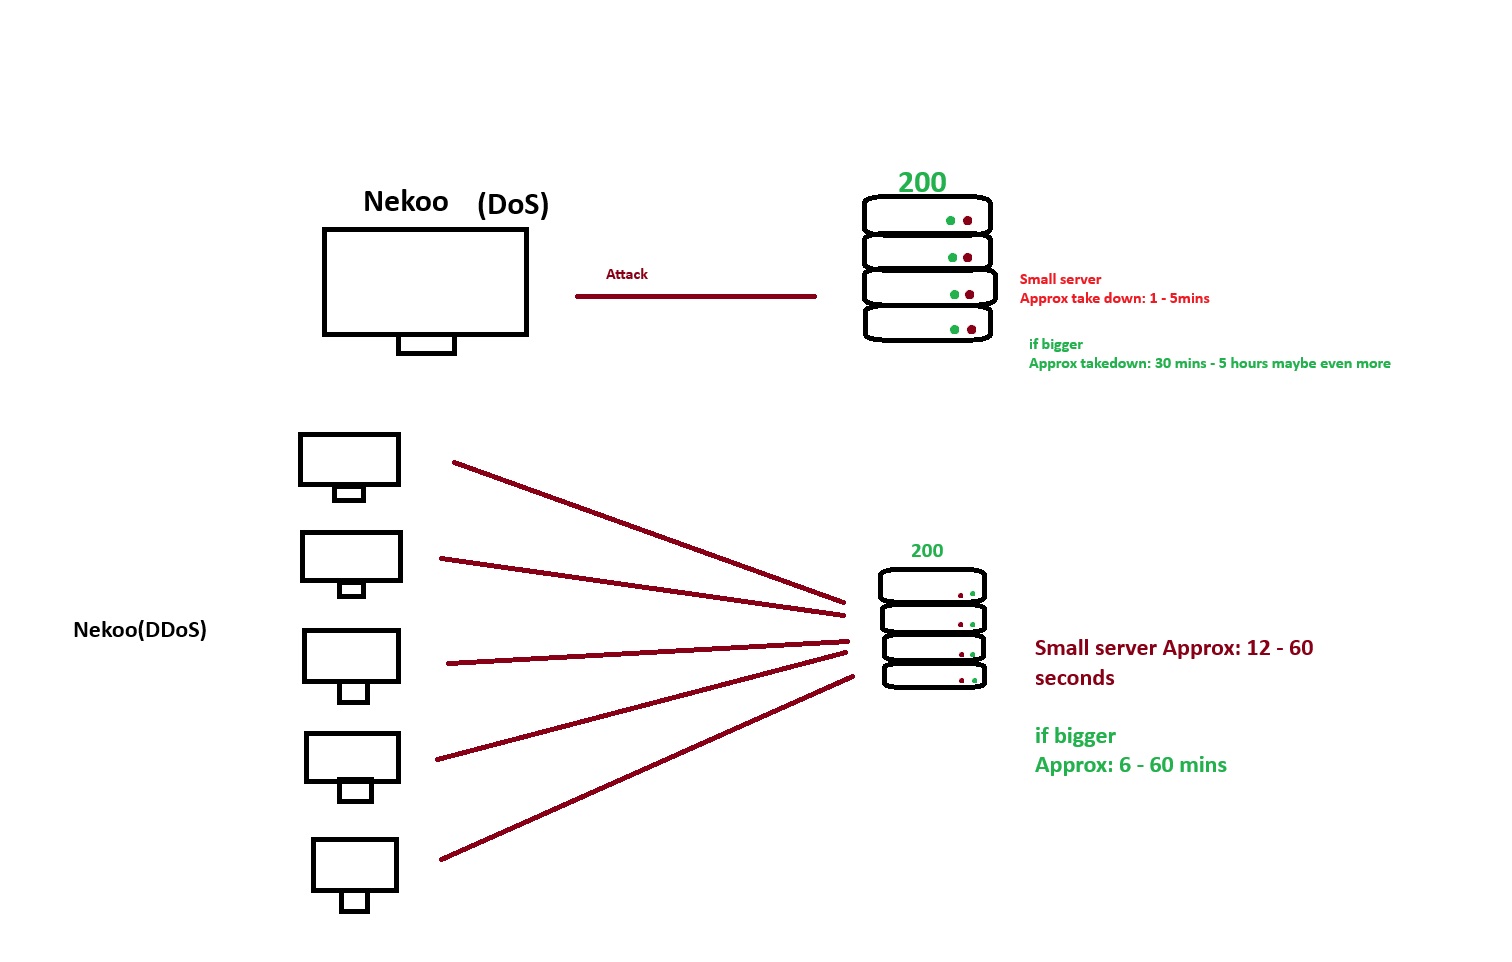 Nekoo (DoS)
200
Attack
Small server
Approx take down: 1 - 5mins
if bigger
Approx takedown: 30 mins - 5 hours maybe even more
200
Nekoo(DDoS)
Small server Approx: 12 - 60
seconds
if bigger
Approx: 6 - 60 mins